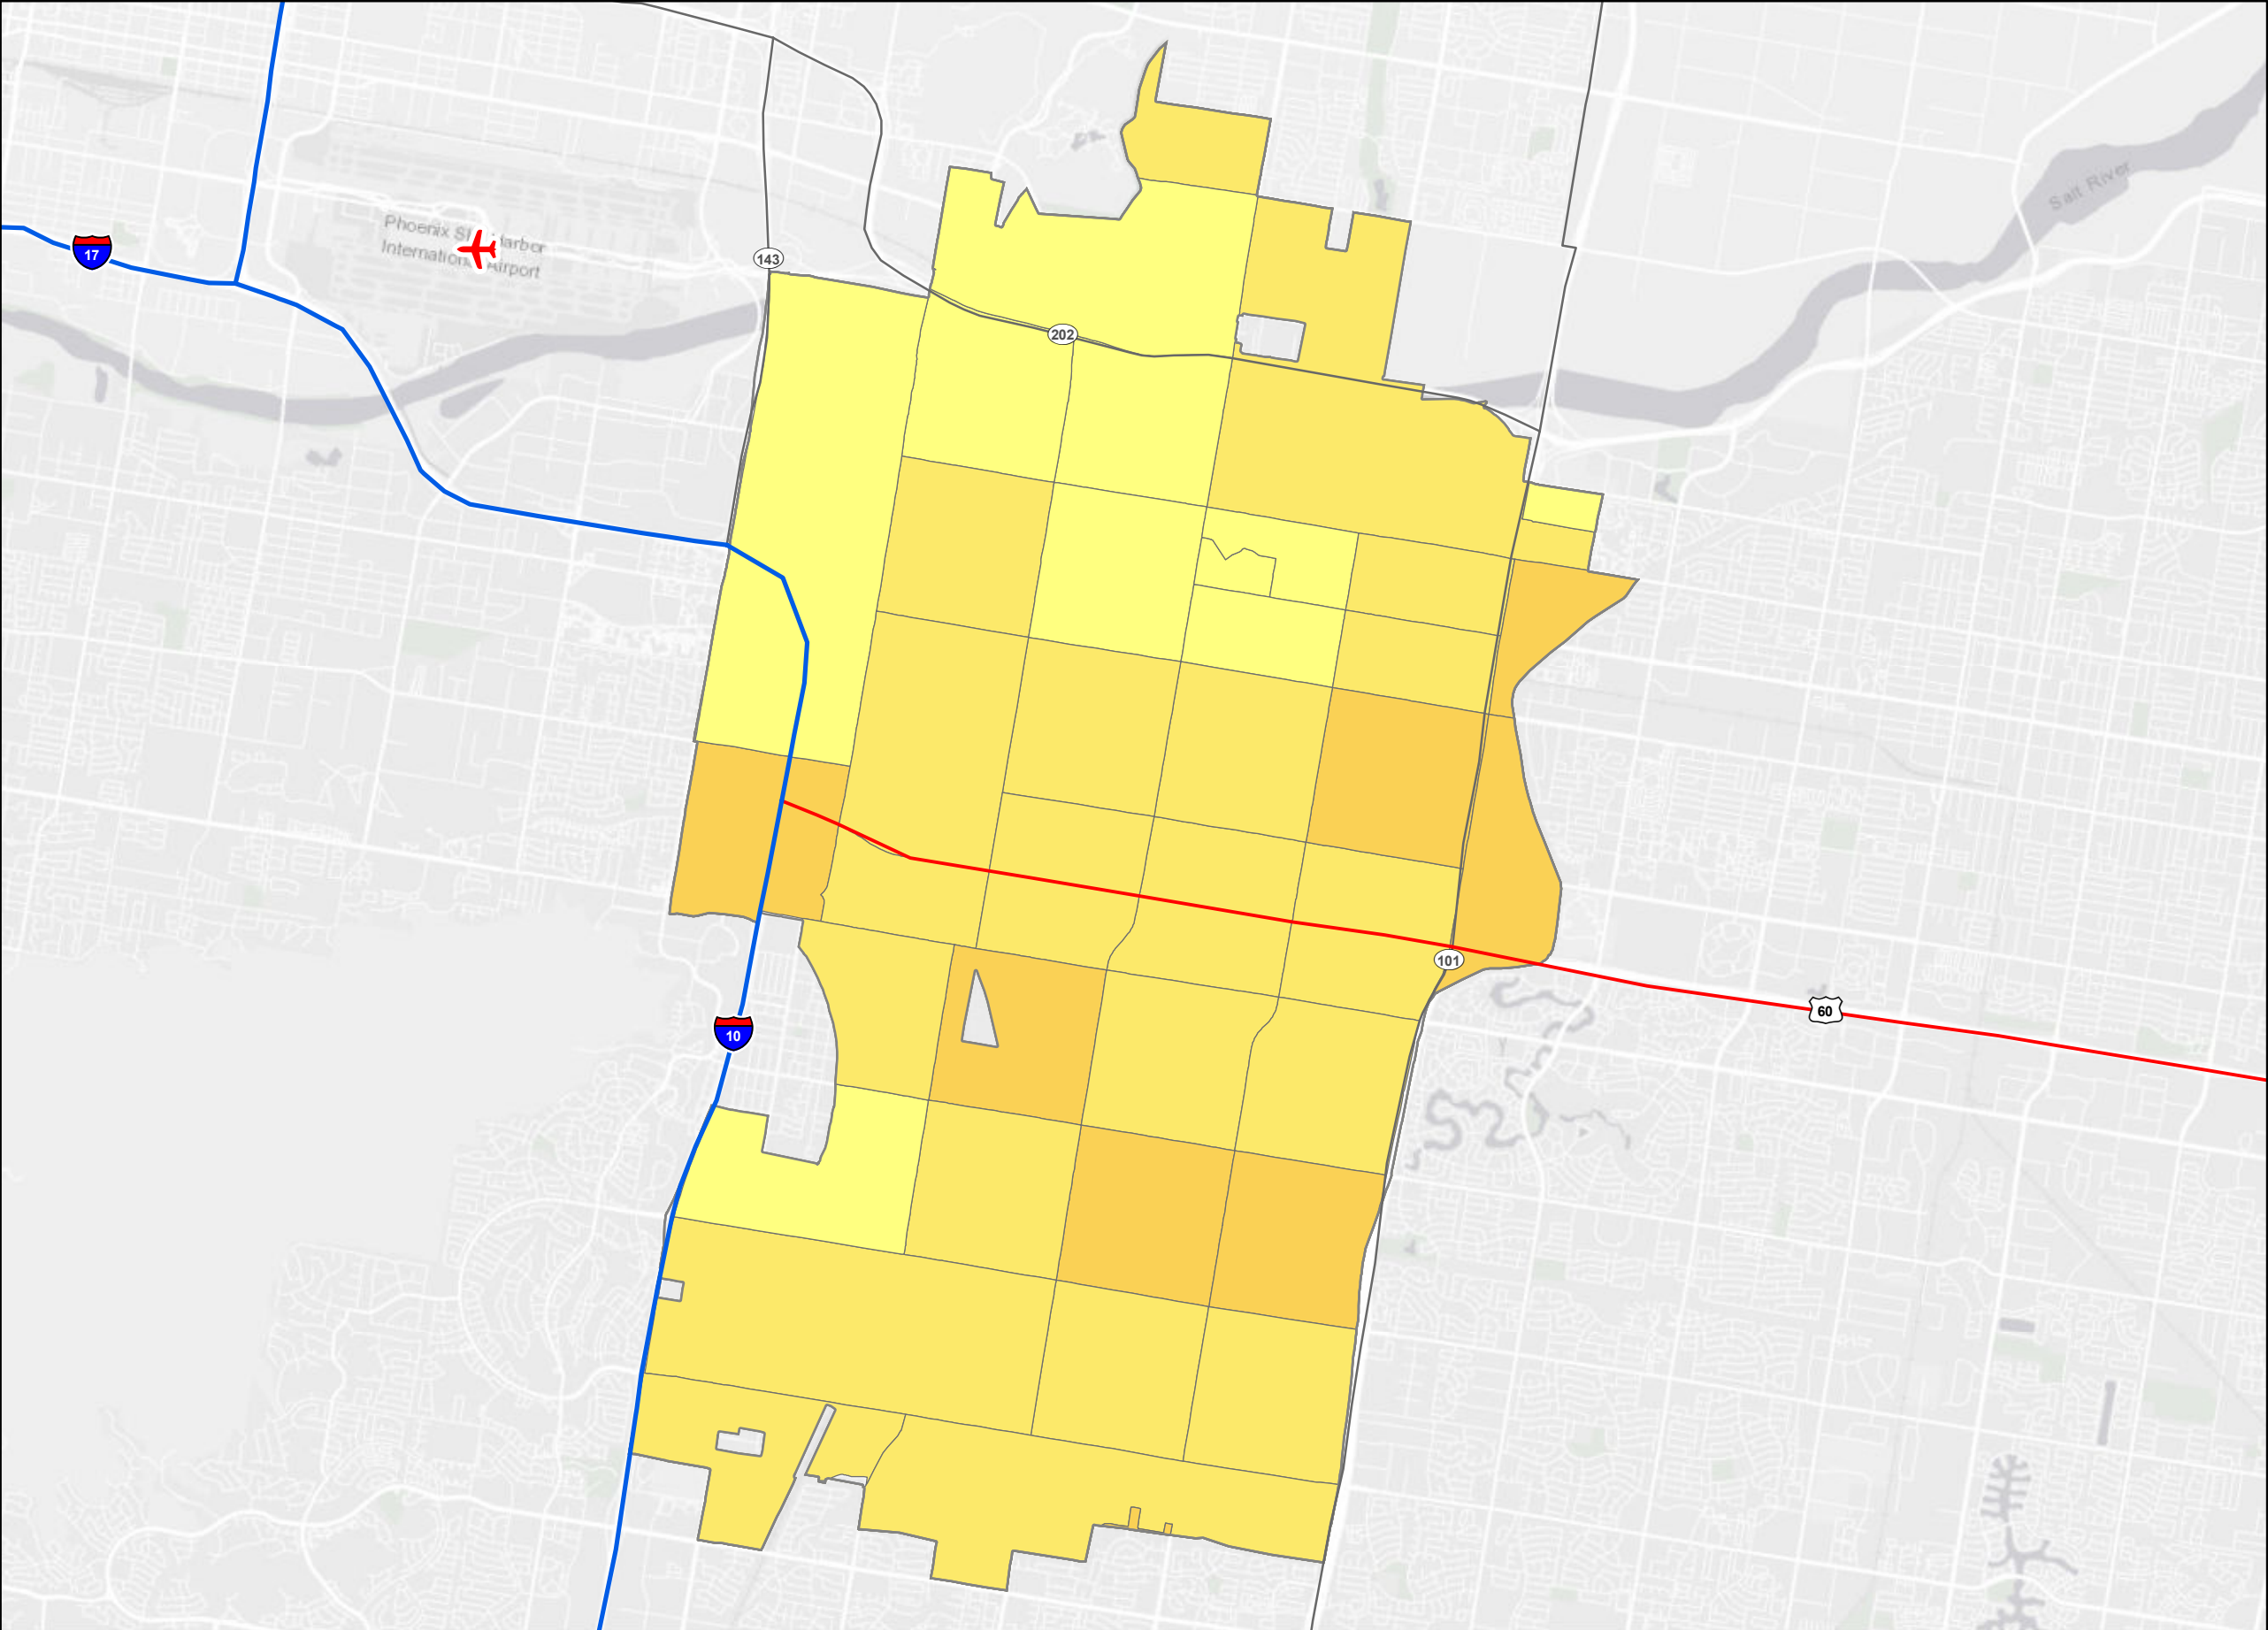 Salt River
Phoenix Sky Harbor
International Airport
17
143
202
101
60
10